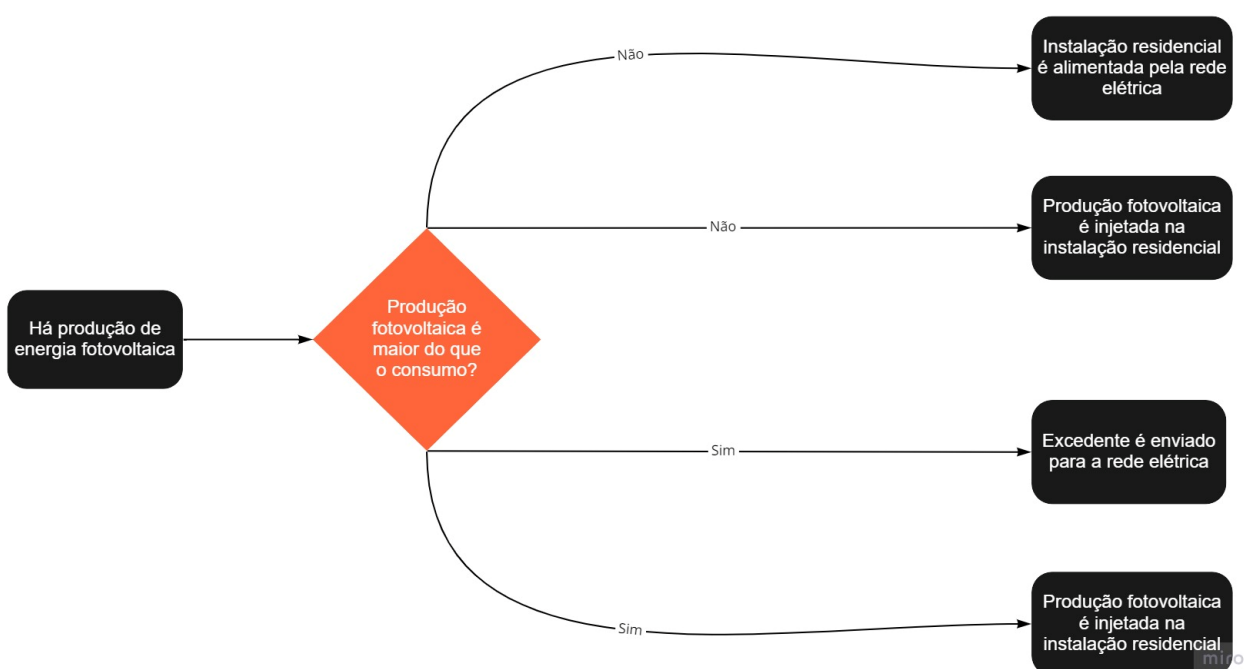 Não
Instalação residencial
é alimentada pela rede
elétrica
Não
Produção fotovoltaica
é injetada na
instalação residencial
Há produção de
energia fotovoltaica
Produção
fotovoltaica é
maior do que
o consumo?
Sim
Excedente é enviado
para a rede elétrica
Sim
Produção fotovoltaica
é injetada na
instalação residencial
miro